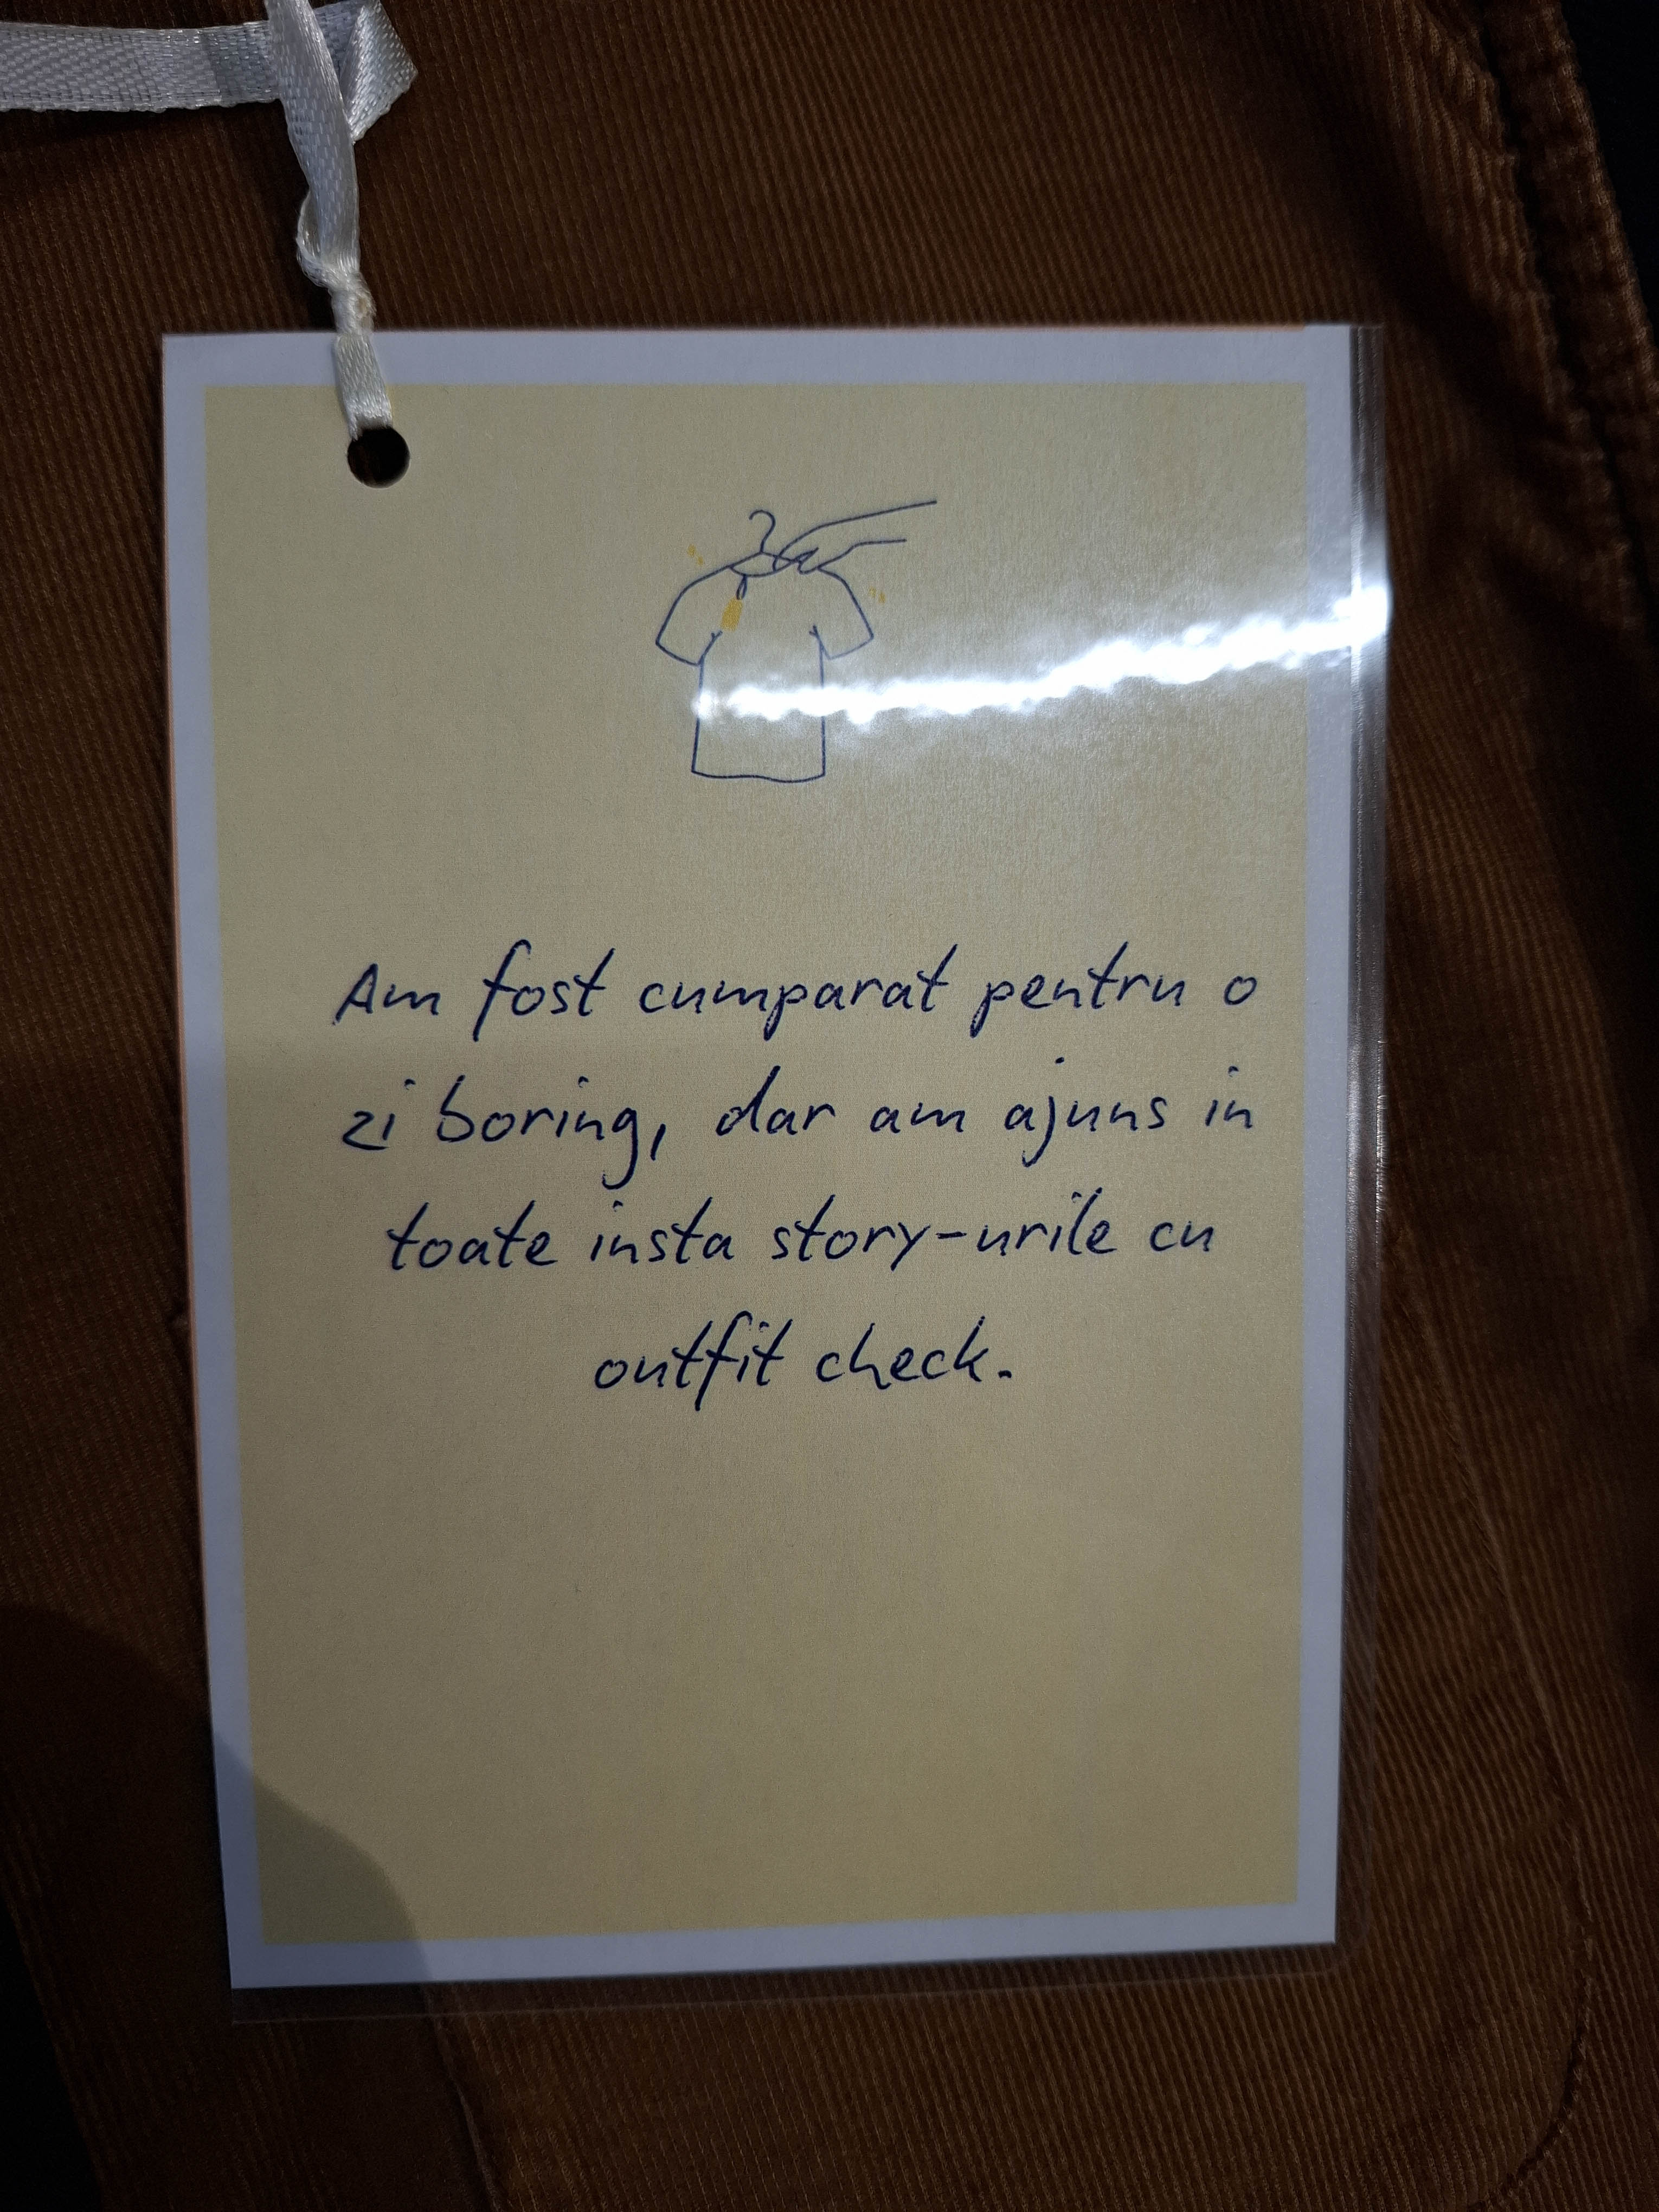 Am fost cumparat pentru o
zi boring, dar am ajuns in
toate insta story-urile cu
outfit check.